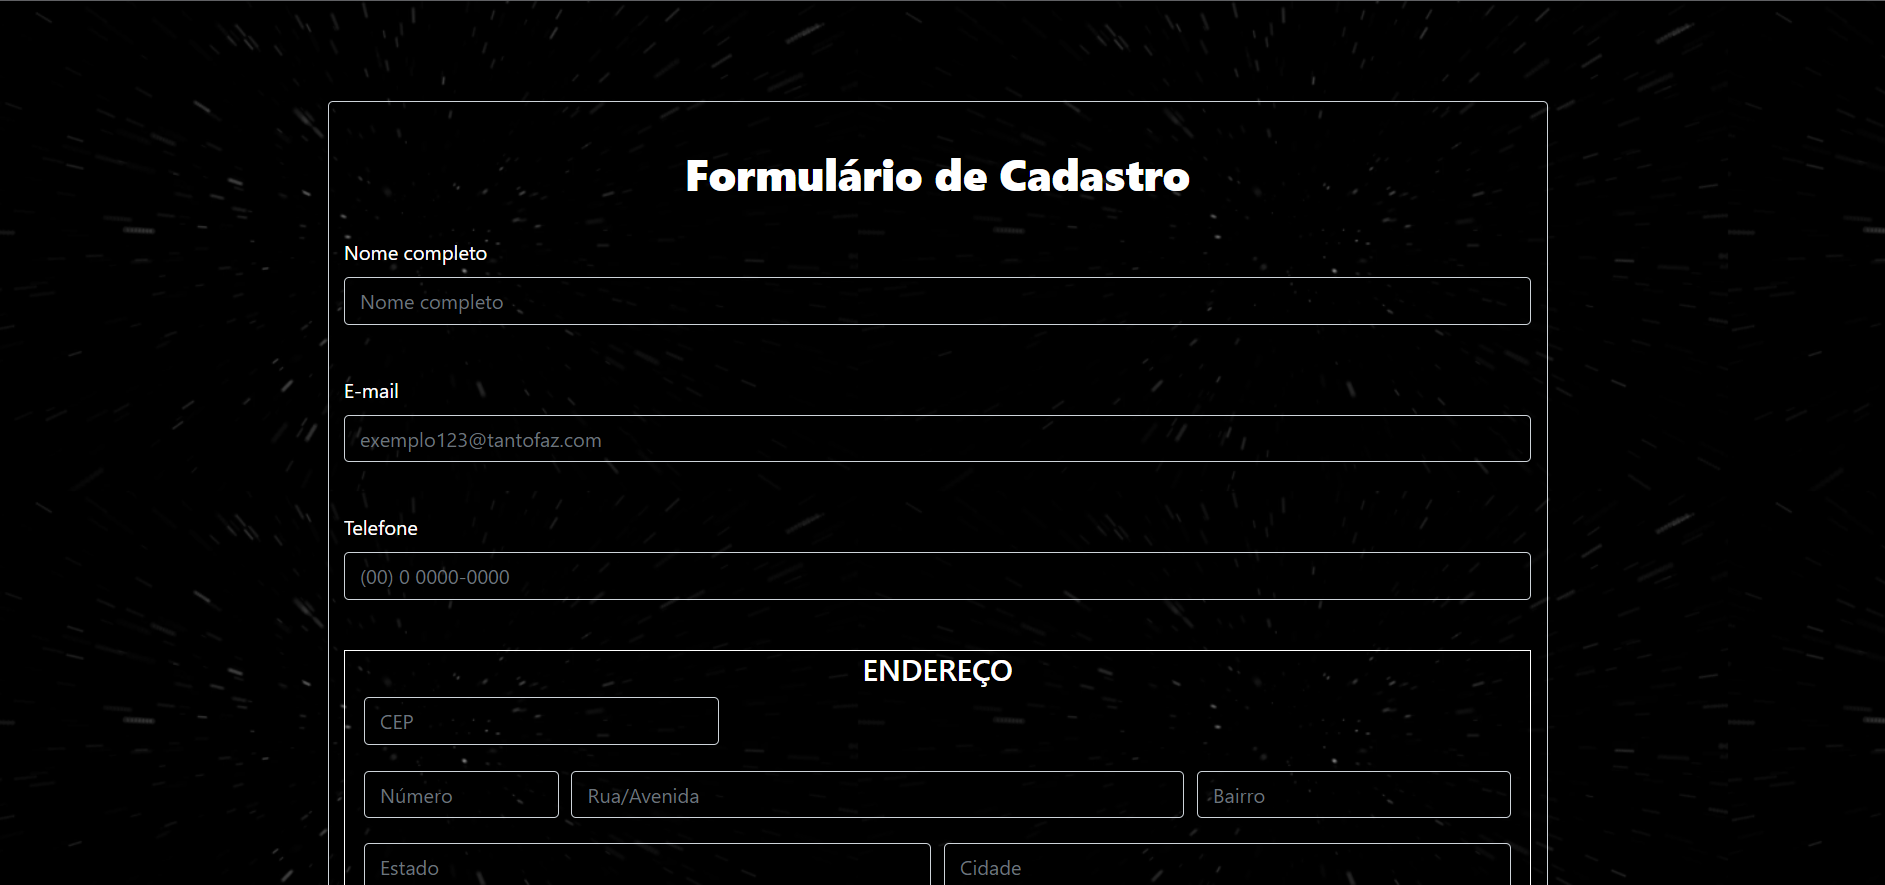 Formulário de Cadastro
Nome completo
Nome completo
E-mail
exemplo123@tantofaz.com
Telefone
(00) 0 0000-0000
ENDEREÇO
CEP
Número Rua/Avenida Bairro
Estado Cidade